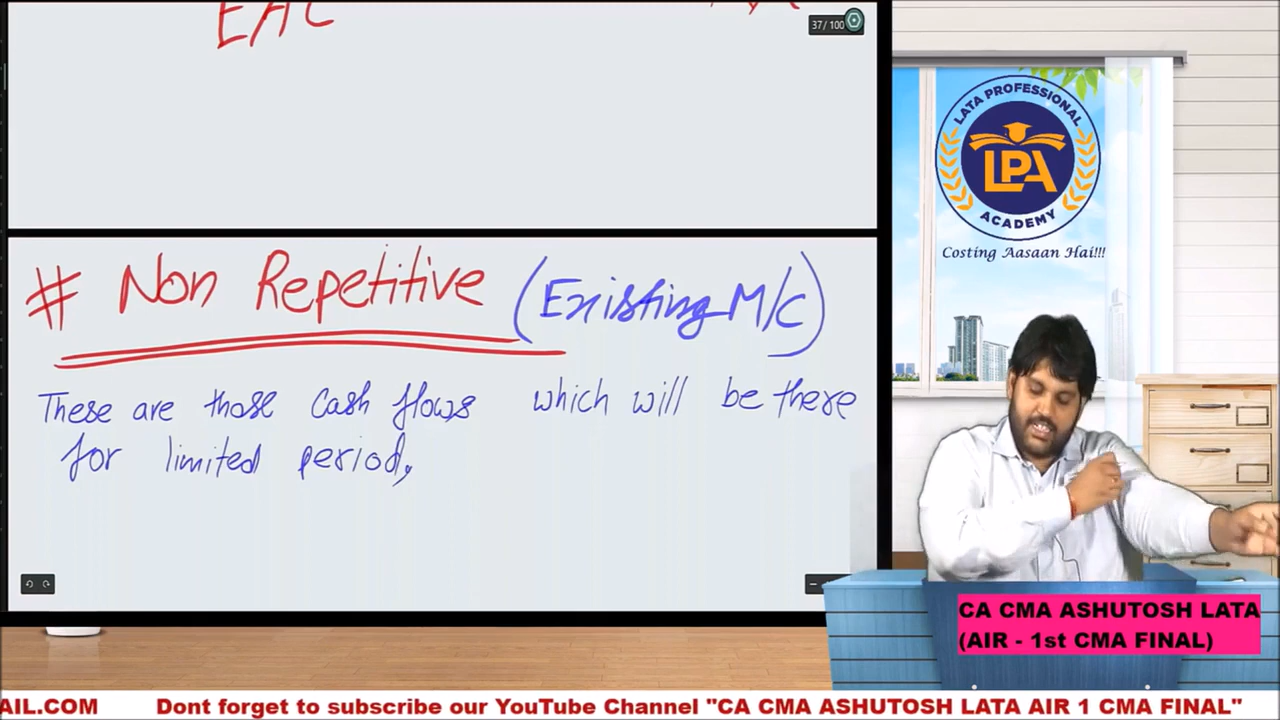 EAC
37/100
# Non Repetitive (Existing M/C)
These are those Cash flows which will be there
for limited period,
LATA PROFESSIONAL
LPA
ACADEMY
Costing Aasaan Hai!!!
CA CMA ASHUTOSH LATA
(AIR - 1st CMA FINAL)
AIL.COM Dont forget to subscribe our YouTube Channel "CA CMA ASHUTOSH LATA AIR 1 CMA FINAL"